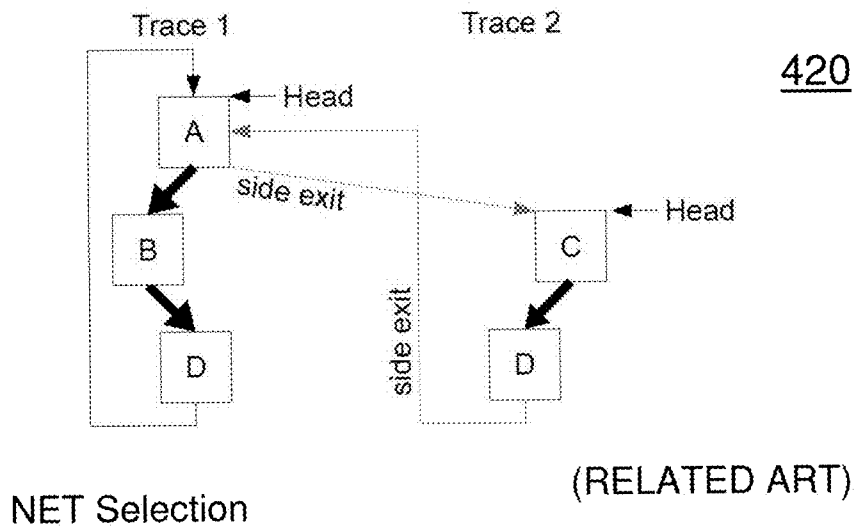 Trace 1
Trace 2
420
Head
A
side exit
Head
B
C
side exit
D
D
(RELATED ART)
NET Selection